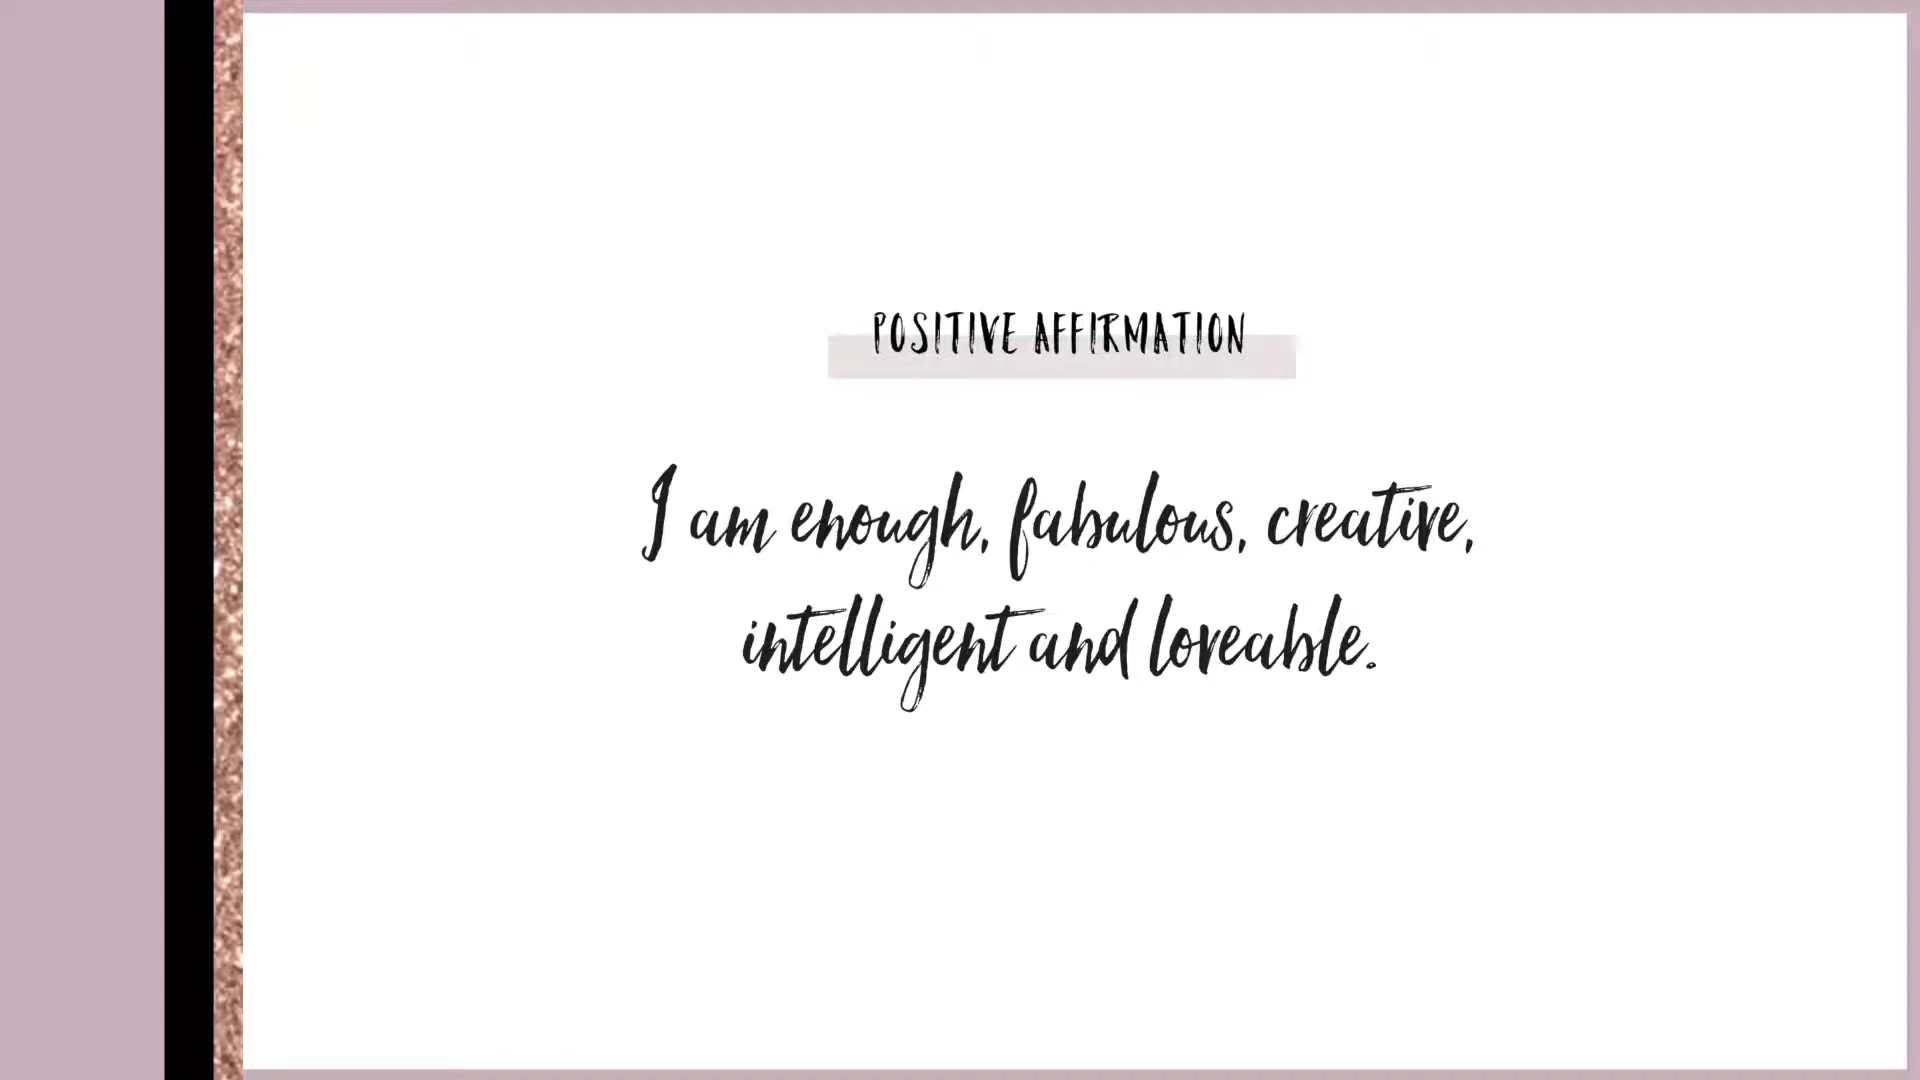 POSITIVE AFFIRMATION
I am enough, fabulous, creative,
intelligent and loveable.